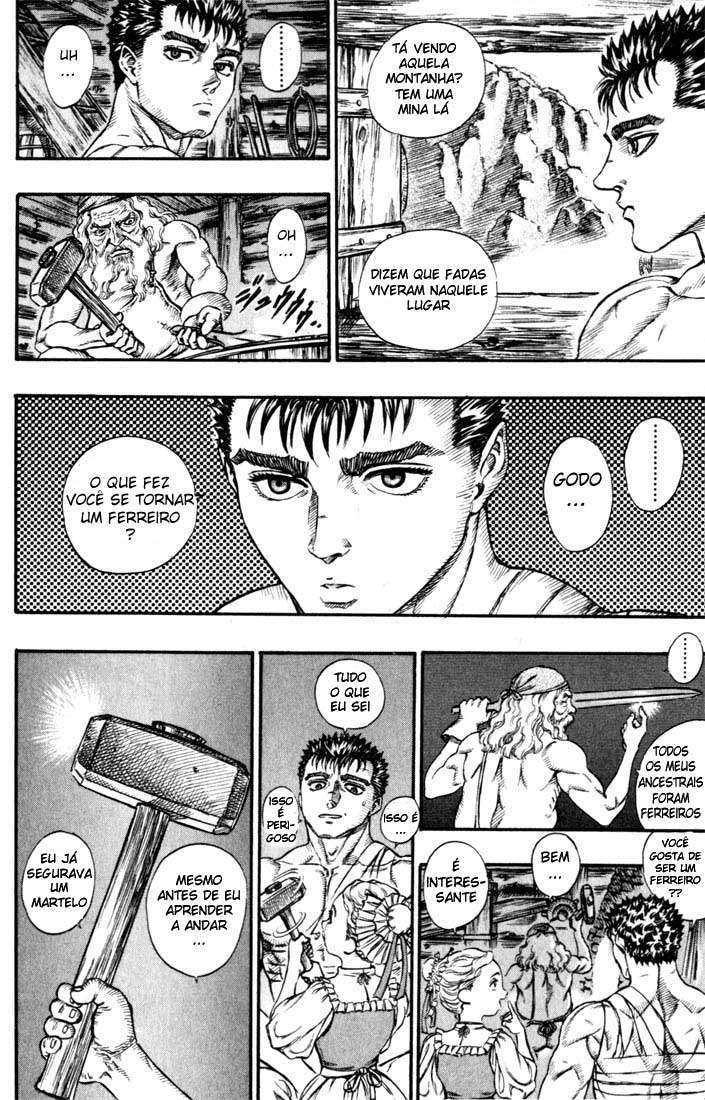 TÁ VENDO
AQUELA
MONTANHA?
TEM UMA
MINA LÁ
DIZEM QUE FADAS
VIVERAM NAQUELE
LUGAR
.........
UH
...
OH
...
.........
GODO
...
O QUE FEZ
VOCÊ SE TORNAR
UM FERREIRO
?
.......
TODOS
OS MEUS
ANCESTRAIS
FORAM
FERREIROS
VOCÊ
GOSTA
DE SER
UM
FERREIRO
??
BEM
...
É
INTERES-
SANTE
TUDO
O QUE
EU SEI
ISSO É
...
ISSO
É
PERI-
GOSO
MESMO
ANTES DE EU
APRENDER
A ANDAR
...
EU JÁ
SEGURAVA
UM
MARTELO